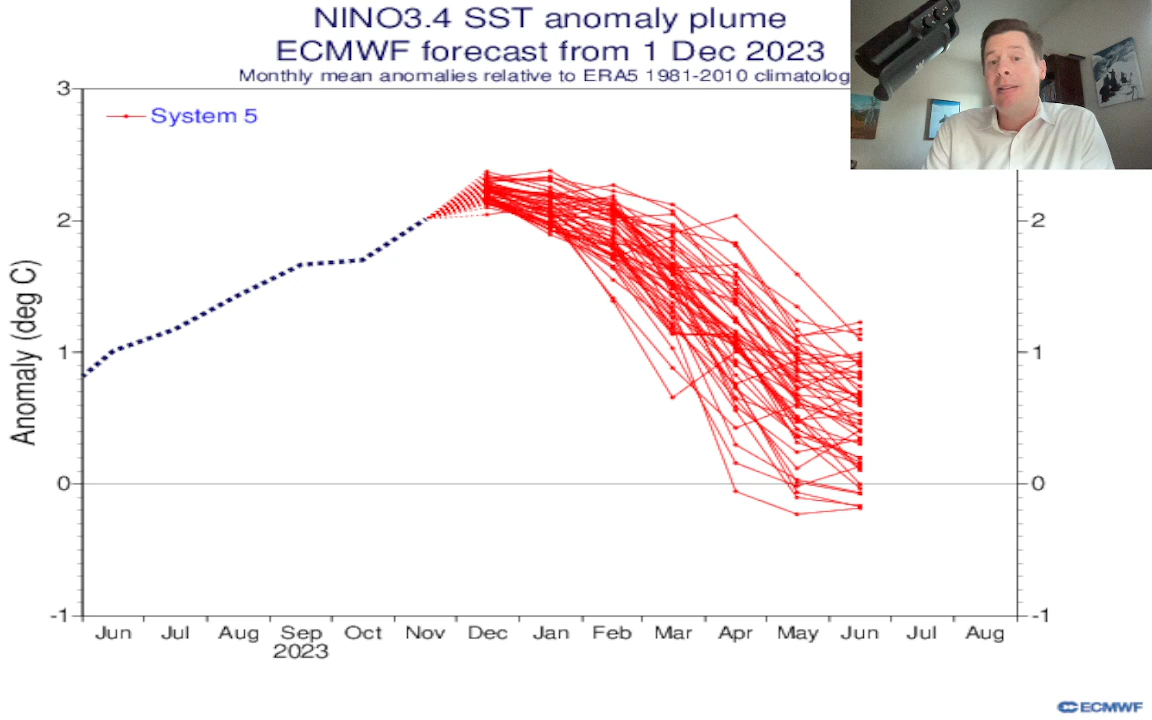 NINO3.4 SST anomaly plume
ECMWF forecast from 1 Dec 2023
Monthly mean anomalies relative to ERA5 1981-2010 climatolog
System 5
3
2
2
1
1
0
0
-1
-1
Anomaly (deg C)
Jun Jul Aug Sep Oct Nov Dec Jan Feb Mar Apr May Jun Jul Aug
2023
ECMWF